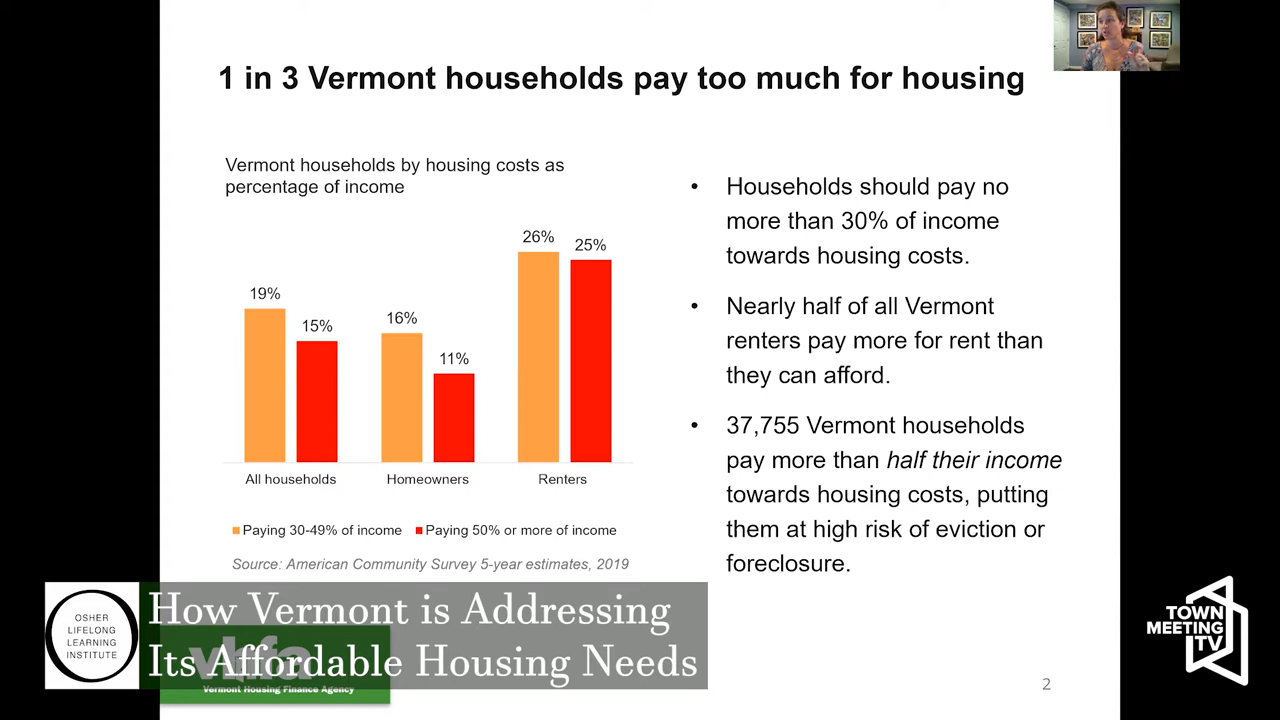 1 in 3 Vermont households pay too much for housing
Vermont households by housing costs as
percentage of income
19%
15%
16%
11%
26%
25%
All households
Homeowners
Renters
Paying 30-49% of income
Paying 50% or more of income
Source: American Community Survey 5-year estimates, 2019
• Households should pay no
more than 30% of income
towards housing costs.
• Nearly half of all Vermont
renters pay more for rent than
they can afford.
• 37,755 Vermont households
pay more than half their income
towards housing costs, putting
them at high risk of eviction or
foreclosure.
OSHER
LIFELONG
LEARNING
INSTITUTE
How Vermont is Addressing
Its Affordable Housing Needs
vhfa
Vermont Housing Finance Agency
TOWN
MEETING
TV
2